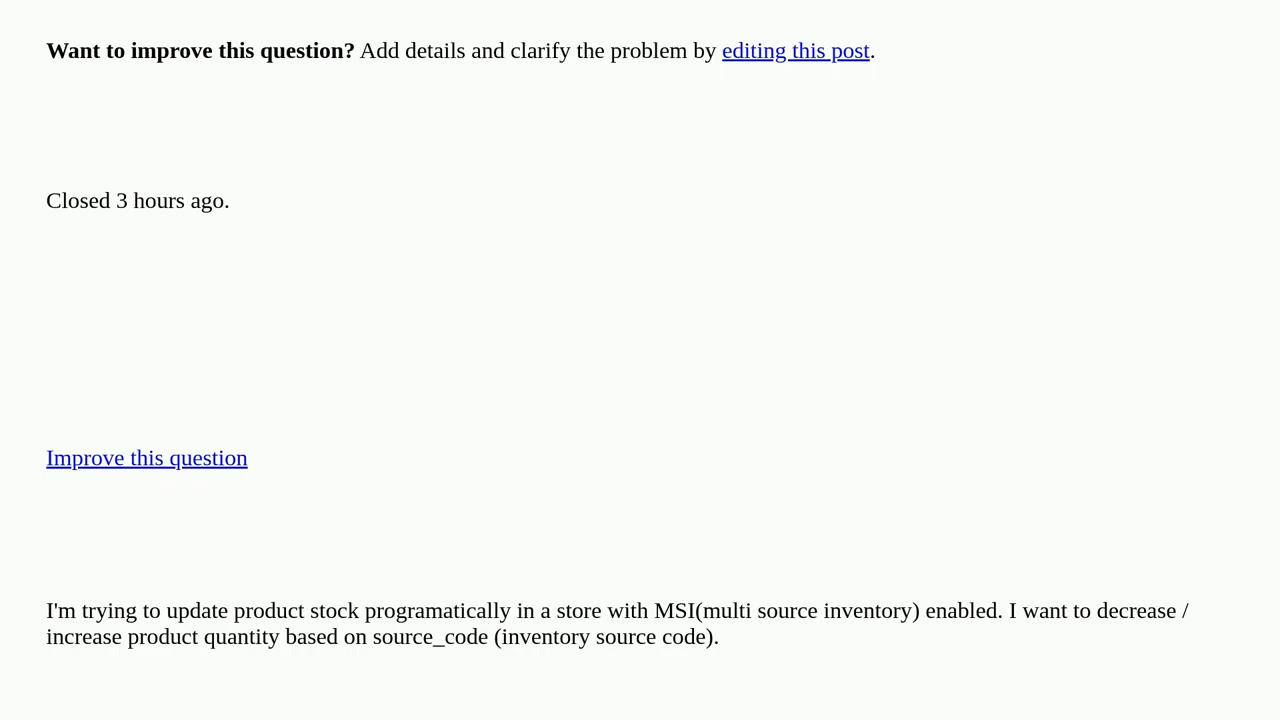 Want to improve this question? Add details and clarify the problem by editing this post.
Closed 3 hours ago.
Improve this question
I'm trying to update product stock programatically in a store with MSI(multi source inventory) enabled. I want to decrease /
increase product quantity based on source_code (inventory source code).